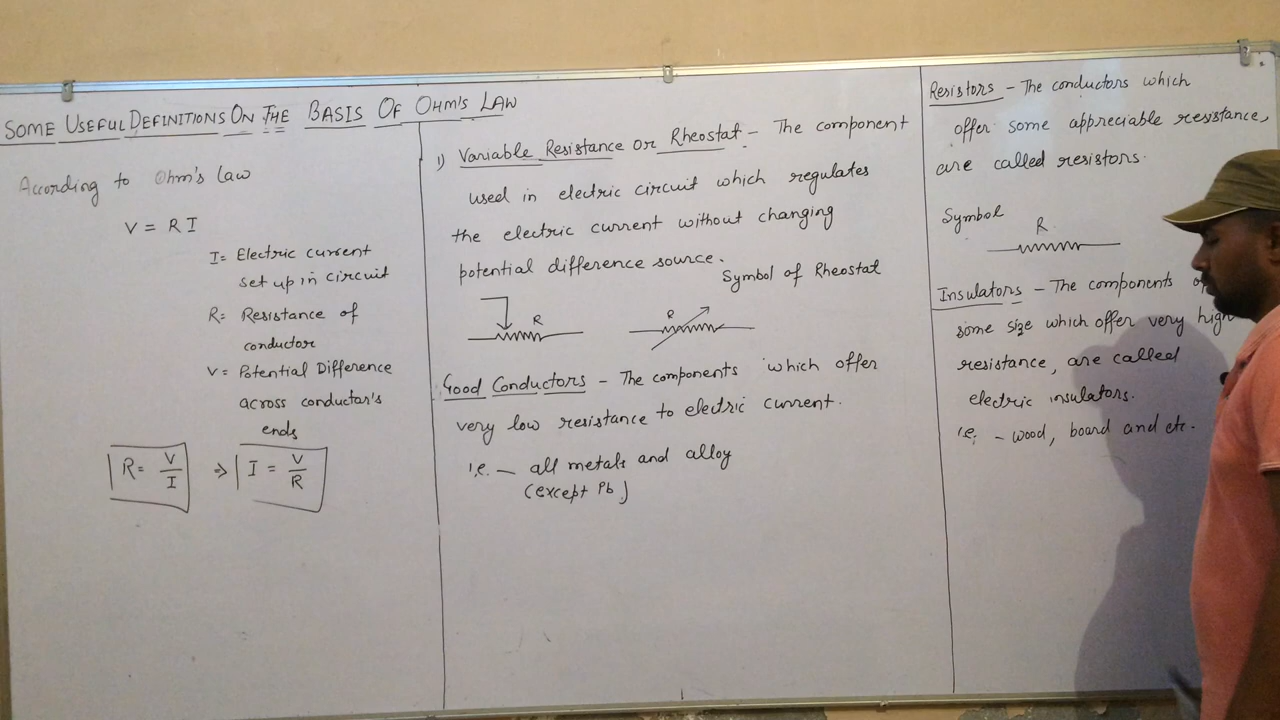 SOME USEFUL DEFINITIONS ON THE BASIS OF OHM'S LAW
According to Ohm's law
V = R I
I = Electric current
set up in circuit
R = Resistance of
conductor
V = Potential Difference
across conductor's
ends
R = V/I ⇒ I = V/R
1) Variable Resistance or Rheostat - The component
used in electric circuit which regulates
the electric current without changing
potential difference source.
Symbol of Rheostat
R R
Good Conductors - The components which offer
very low resistance to electric current.
i.e. - all metals and alloy
(except Pb)
Resistors - The conductors which
offer some appreciable resistance,
are called resistors.
Symbol
R
Insulators - The components of
some size which offer very high
resistance, are called
electric insulators.
i.e. - wood, board and etc.